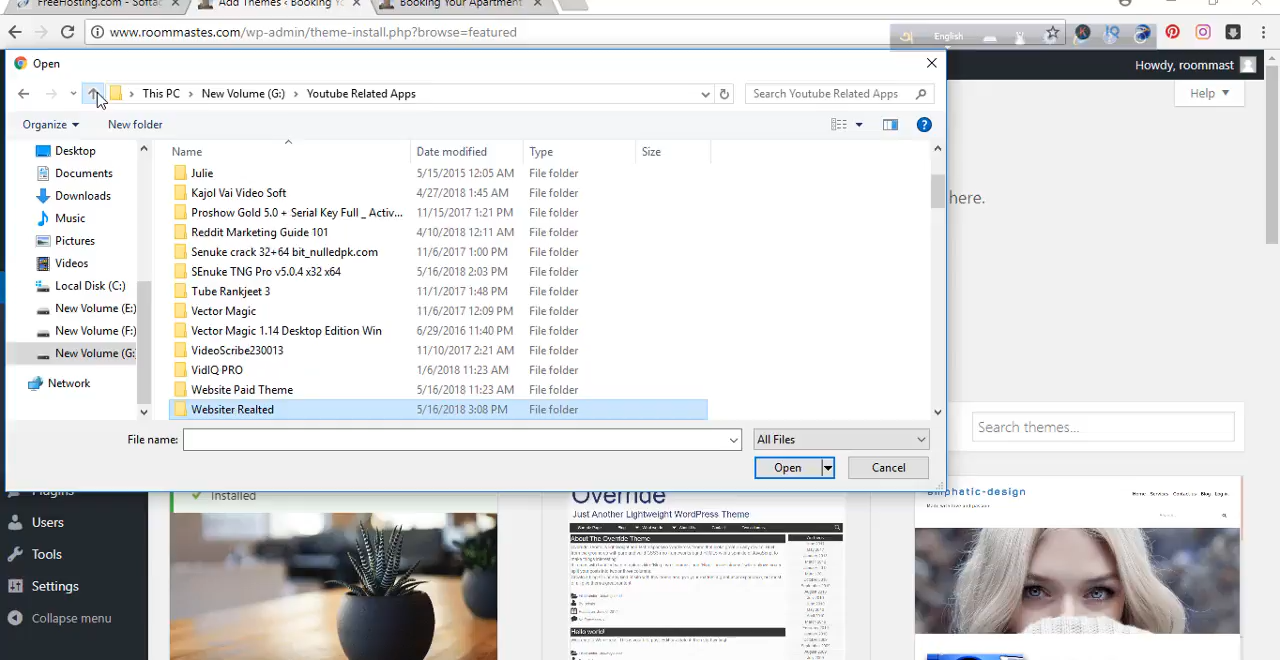 FreeHosting.com - Softac
Add Themes ‹ Booking Yo
Booking Your Apartment
www.roommastes.com/wp-admin/theme-install.php?browse=featured
English
Open
Howdy, roommast
This PC > New Volume (G:) > Youtube Related Apps
Search Youtube Related Apps
Help
Organize
New folder
Name Date modified Type Size
Desktop
Documents
Downloads
Music
Pictures
Videos
Local Disk (C:)
New Volume (E:)
New Volume (F:)
New Volume (G:
Network
Julie 5/15/2015 12:05 AM File folder
Kajol Vai Video Soft 4/27/2018 1:45 AM File folder
Proshow Gold 5.0 + Serial Key Full _ Activ... 11/15/2017 1:21 PM File folder
Reddit Marketing Guide 101 4/10/2018 12:11 AM File folder
Senuke crack 32+64 bit_nulledpk.com 11/6/2017 1:00 PM File folder
SEnuke TNG Pro v5.0.4 x32 x64 5/16/2018 2:03 PM File folder
Tube Rankjeet 3 11/1/2017 1:48 PM File folder
Vector Magic 11/6/2017 12:09 PM File folder
Vector Magic 1.14 Desktop Edition Win 6/29/2016 11:40 PM File folder
VideoScribe230013 11/10/2017 2:21 AM File folder
VidIQ PRO 1/6/2018 11:23 AM File folder
Website Paid Theme 5/16/2018 11:23 AM File folder
Websiter Realted 5/16/2018 3:08 PM File folder
here.
Search themes...
File name:
All Files
Open
Cancel
Plugins
Users
Tools
Settings
Collapse menu
Installed
Override
Just Another Lightweight WordPress Theme
About The Override Theme
Hello world!